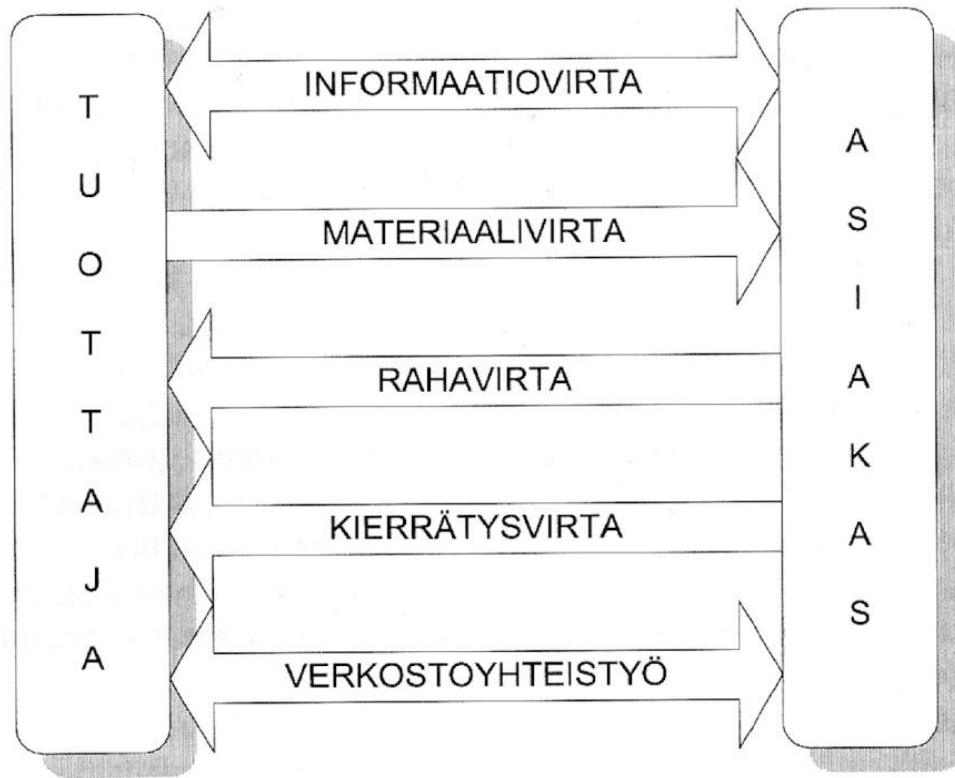 TUOTTAJA
INFORMAATIOVIRTA
MATERIAALIVIRTA
RAHAVIRTA
KIERRÄTYSVIRTA
VERKOSTOYHTEISTYÖ
ASIAKAS